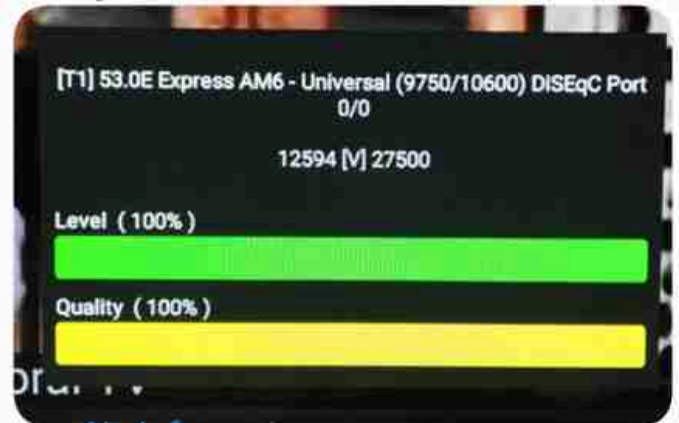 [T1] 53.0E Express AM6 - Universal (9750/10600) DiSEqC Port
0/0
12594 [V] 27500
Level (100%)
Quality (100%)